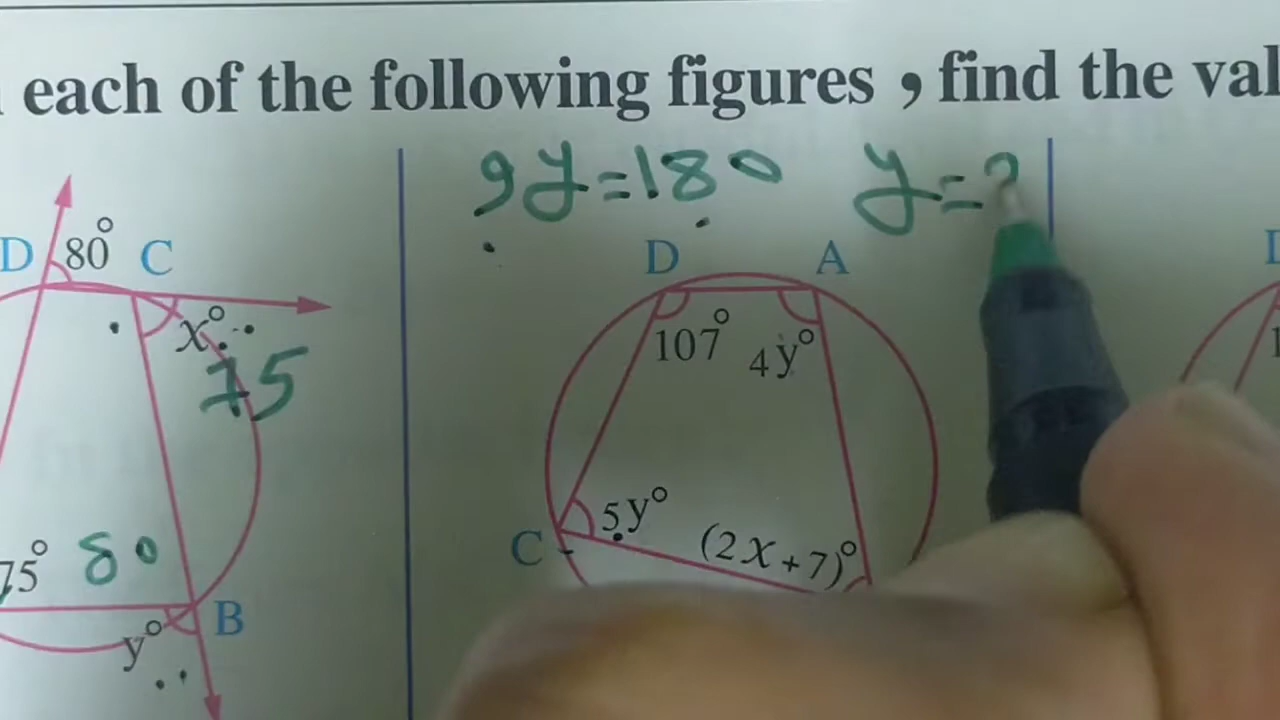 each of the following figures , find the val
9y=180 y=2
D 80° C
D A
x°
107° 4y°
75
5y°
C (2x+7)°
75° 80
B
y°